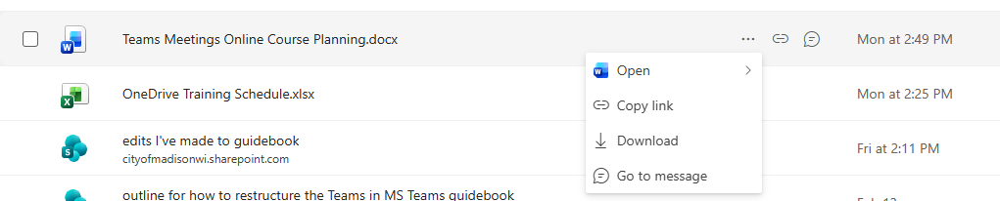 Teams Meetings Online Course Planning.docx
Mon at 2:49 PM
Open
Copy link
Download
Go to message
OneDrive Training Schedule.xlsx
Mon at 2:25 PM
edits I've made to guidebook
cityofmadisonwi.sharepoint.com
Fri at 2:11 PM
outline for how to restructure the Teams in MS Teams guidebook